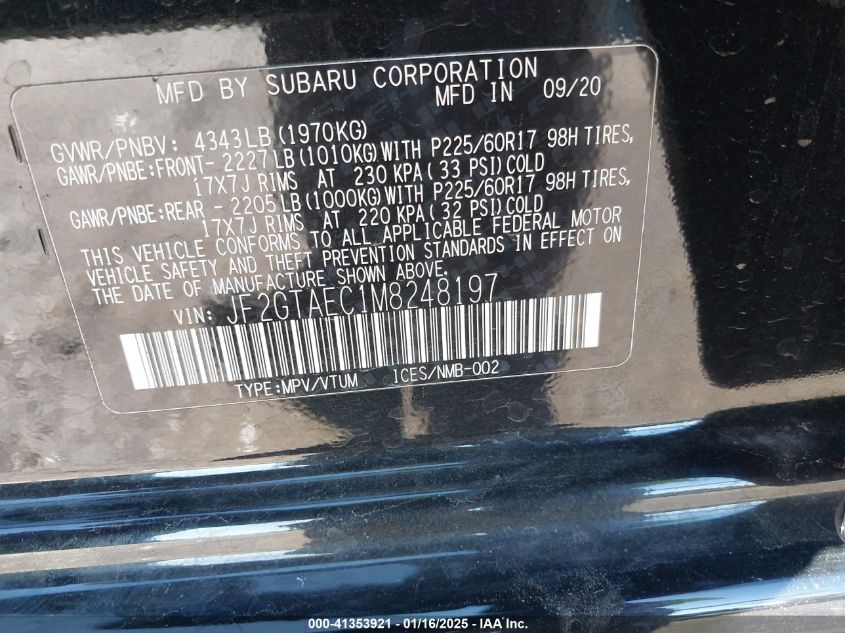 MFD BY SUBARU CORPORATION
MFD IN 09/20
GVWR/PNBV: 4343LB(1970KG)
GAWR/PNBE:FRONT- 2227LB(1010KG)WITH P225/60R17 98H TIRES,
17X7J RIMS AT 230 KPA(33 PSI)COLD
GAWR/PNBE:REAR - 2205LB(1000KG)WITH P225/60R17 98H TIRES,
17X7J RIMS AT 220 KPA(32 PSI)COLD
THIS VEHICLE CONFORMS TO ALL APPLICABLE FEDERAL MOTOR
VEHICLE SAFETY AND THEFT PREVENTION STANDARDS IN EFFECT ON
THE DATE OF MANUFACTURE SHOWN ABOVE.
VIN: JF2GTAEC1M8248197
TYPE:MPV/VTUM ICES/NMB-002
000-41353921 - 01/16/2025 - IAA Inc.